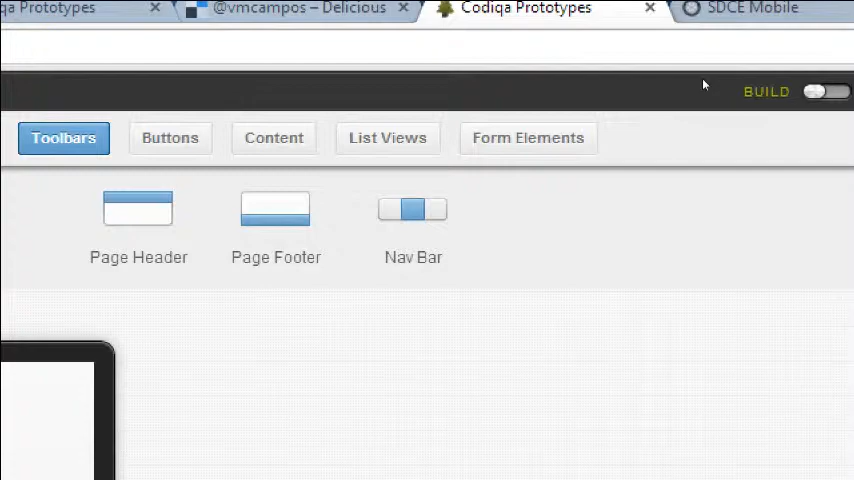 qa Prototypes @vmcampos – Delicious Codiqa Prototypes SDCE Mobile
BUILD
Toolbars Buttons Content List Views Form Elements
Page Header Page Footer Nav Bar